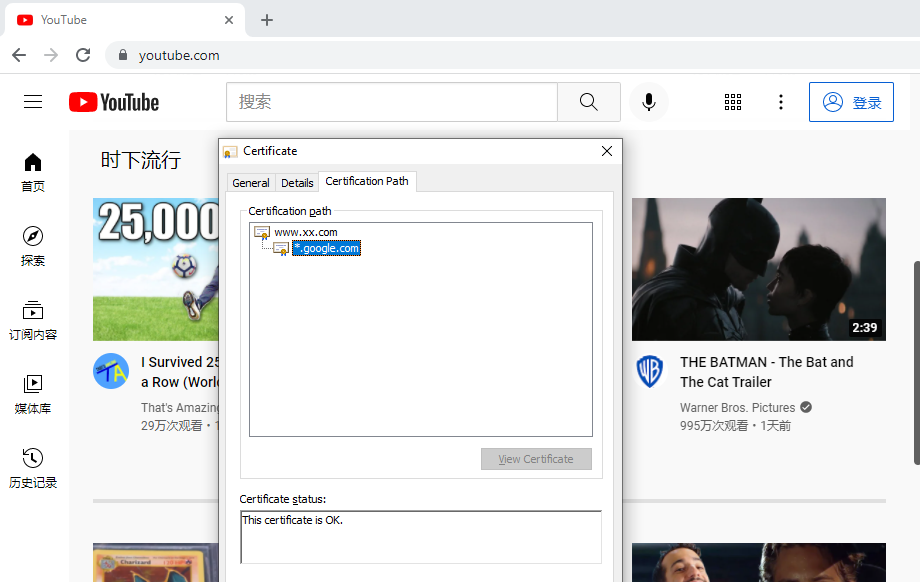 YouTube
youtube.com
YouTube
搜索
登录
Certificate
General
Details
Certification Path
Certification path
www.xx.com
*.google.com
View Certificate
Certificate status:
This certificate is OK.
首页
探索
订阅内容
媒体库
历史记录
时下流行
25,000
I Survived 25
a Row (Worl
That's Amazing
29万次观看 • 1
2:39
THE BATMAN - The Bat and
The Cat Trailer
Warner Bros. Pictures
995万次观看 • 1天前
Charizard